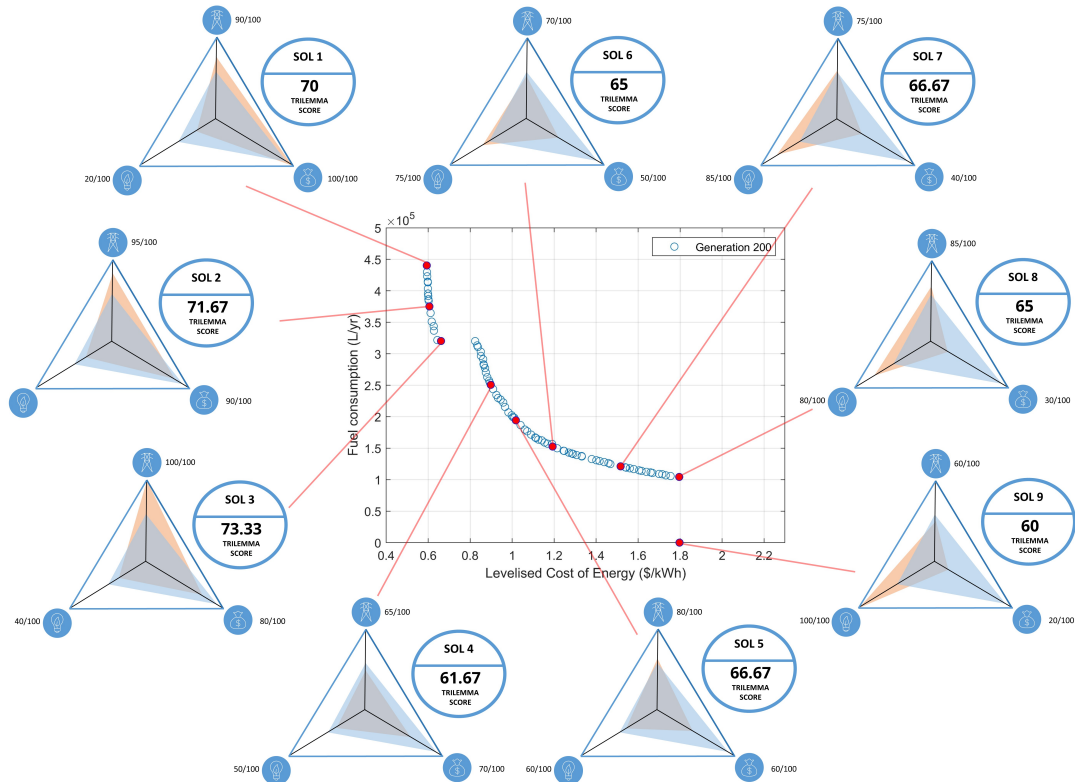 90/100
SOL 1
70
TRILEMMA
SCORE
20/100
100/100
70/100
SOL 6
65
TRILEMMA
SCORE
75/100
50/100
75/100
SOL 7
66.67
TRILEMMA
SCORE
85/100
40/100
95/100
SOL 2
71.67
TRILEMMA
SCORE
90/100
×10⁵
5
4.5
4
3.5
3
2.5
2
1.5
1
0.5
0
Fuel consumption (L/yr)
Generation 200
0.4 0.6 0.8 1 1.2 1.4 1.6 1.8 2 2.2
Levelised Cost of Energy ($/kWh)
85/100
SOL 8
65
TRILEMMA
SCORE
80/100
30/100
100/100
SOL 3
73.33
TRILEMMA
SCORE
40/100
80/100
60/100
SOL 9
60
TRILEMMA
SCORE
100/100
20/100
65/100
SOL 4
61.67
TRILEMMA
SCORE
50/100
70/100
80/100
SOL 5
66.67
TRILEMMA
SCORE
60/100
60/100